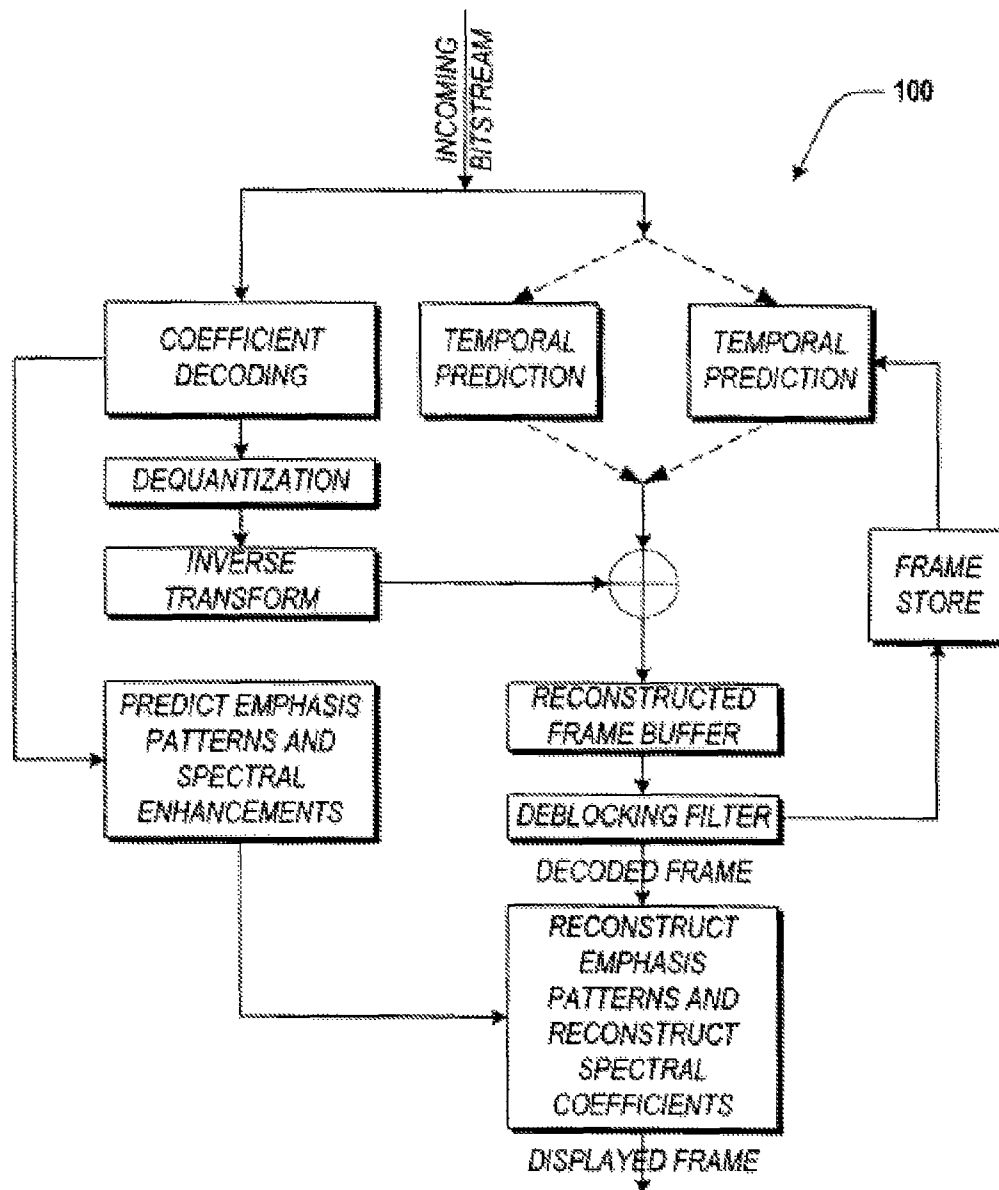 INCOMING
BITSTREAM
100
COEFFICIENT
DECODING
TEMPORAL
PREDICTION
TEMPORAL
PREDICTION
DEQUANTIZATION
INVERSE
TRANSFORM
FRAME
STORE
PREDICT EMPHASIS
PATTERNS AND
SPECTRAL
ENHANCEMENTS
RECONSTRUCTED
FRAME BUFFER
DEBLOCKING FILTER
DECODED FRAME
RECONSTRUCT
EMPHASIS
PATTERNS AND
RECONSTRUCT
SPECTRAL
COEFFICIENTS
DISPLAYED FRAME